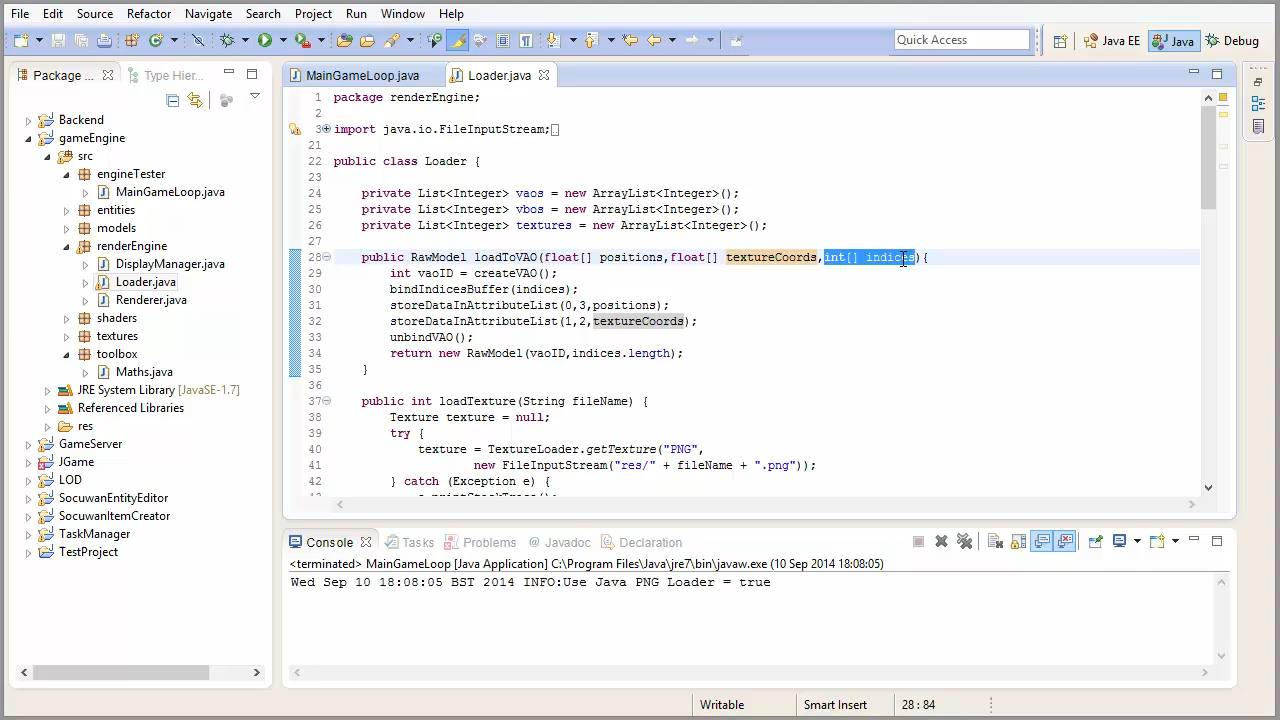 File Edit Source Refactor Navigate Search Project Run Window Help
Quick Access
Java EE
Java
Debug
Package ...
Type Hier...
Backend
gameEngine
src
engineTester
MainGameLoop.java
entities
models
renderEngine
DisplayManager.java
Loader.java
Renderer.java
shaders
textures
toolbox
Maths.java
JRE System Library [JavaSE-1.7]
Referenced Libraries
res
GameServer
JGame
LOD
SocuwanEntityEditor
SocuwanItemCreator
TaskManager
TestProject
MainGameLoop.java
Loader.java
1 package renderEngine;
2
3 import java.io.FileInputStream;
21
22 public class Loader {
23
24 private List<Integer> vaos = new ArrayList<Integer>();
25 private List<Integer> vbos = new ArrayList<Integer>();
26 private List<Integer> textures = new ArrayList<Integer>();
27
28 public RawModel loadToVAO(float[] positions,float[] textureCoords,int[] indices){
29 int vaoID = createVAO();
30 bindIndicesBuffer(indices);
31 storeDataInAttributeList(0,3,positions);
32 storeDataInAttributeList(1,2,textureCoords);
33 unbindVAO();
34 return new RawModel(vaoID,indices.length);
35 }
36
37 public int loadTexture(String fileName) {
38 Texture texture = null;
39 try {
40 texture = TextureLoader.getTexture("PNG",
41 new FileInputStream("res/" + fileName + ".png"));
42 } catch (Exception e) {
Console
Tasks
Problems
Javadoc
Declaration
<terminated> MainGameLoop [Java Application] C:\Program Files\Java\jre7\bin\javaw.exe (10 Sep 2014 18:08:05)
Wed Sep 10 18:08:05 BST 2014 INFO:Use Java PNG Loader = true
Writable
Smart Insert
28 : 84